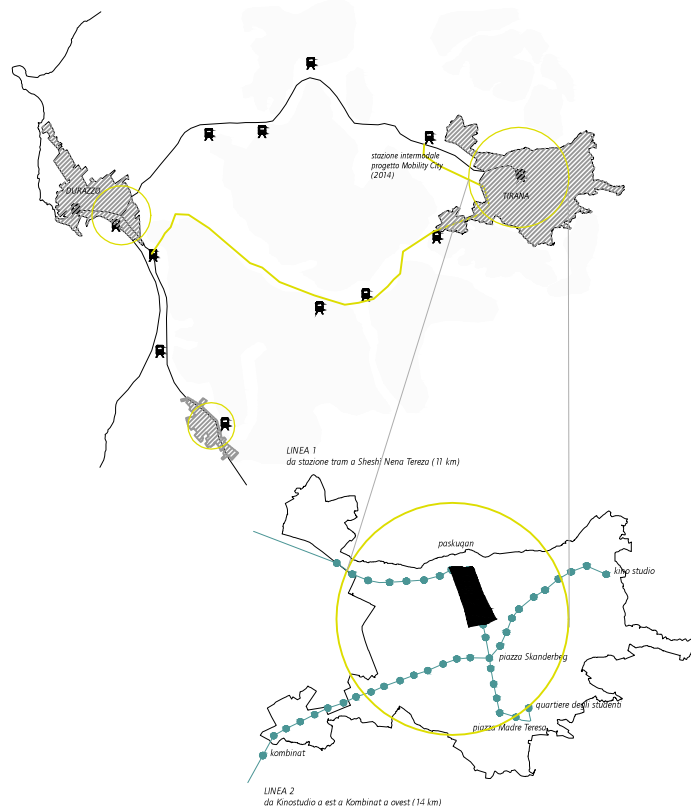 stazione intermodale
progetto Mobility City
(2014)
DURAZZO
TIRANA
LINEA 1
da stazione tram a Sheshi Nena Tereza (11 km)
paskuqan
kino studio
piazza Skanderbeg
quartiere degli studenti
piazza Madre Teresa
kombinat
LINEA 2
da Kinostudio a est a Kombinat a ovest (14 km)